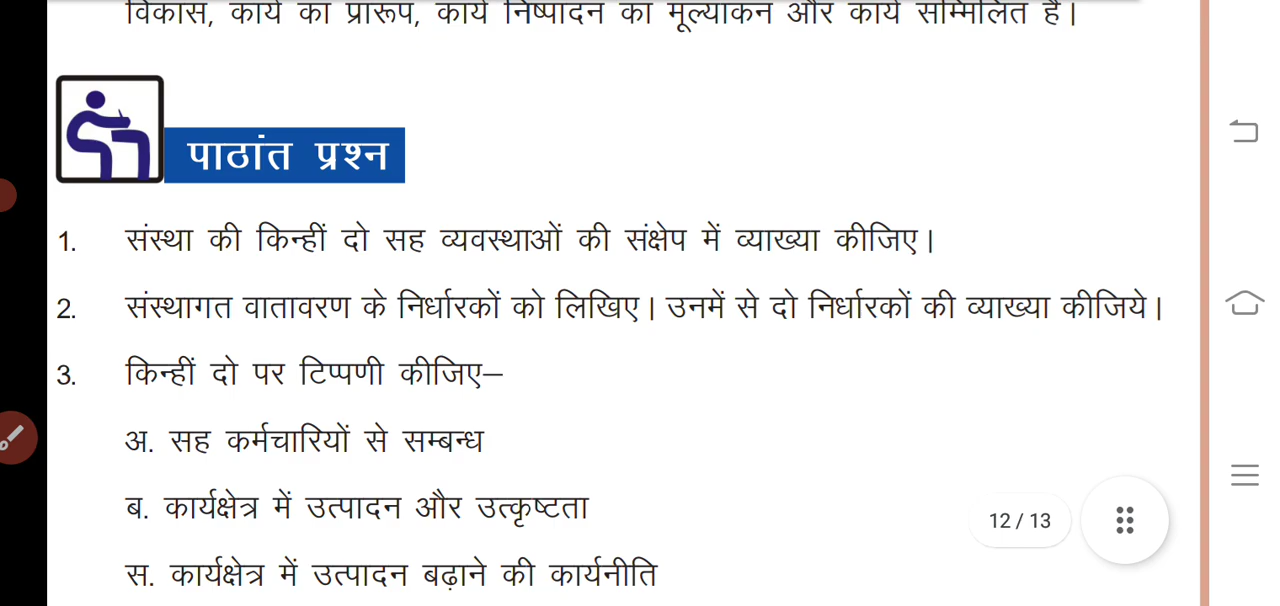 विकास, कार्य का प्रारूप, कार्य निष्पादन का मूल्यांकन और कार्य सम्मिलित हैं।
पाठांत प्रश्न
1. संस्था की किन्हीं दो सह व्यवस्थाओं की संक्षेप में व्याख्या कीजिए।
2. संस्थागत वातावरण के निर्धारकों को लिखिए। उनमें से दो निर्धारकों की व्याख्या कीजिये।
3. किन्हीं दो पर टिप्पणी कीजिए–
अ. सह कर्मचारियों से सम्बन्ध
ब. कार्यक्षेत्र में उत्पादन और उत्कृष्टता
12 / 13
स. कार्यक्षेत्र में उत्पादन बढ़ाने की कार्यनीति